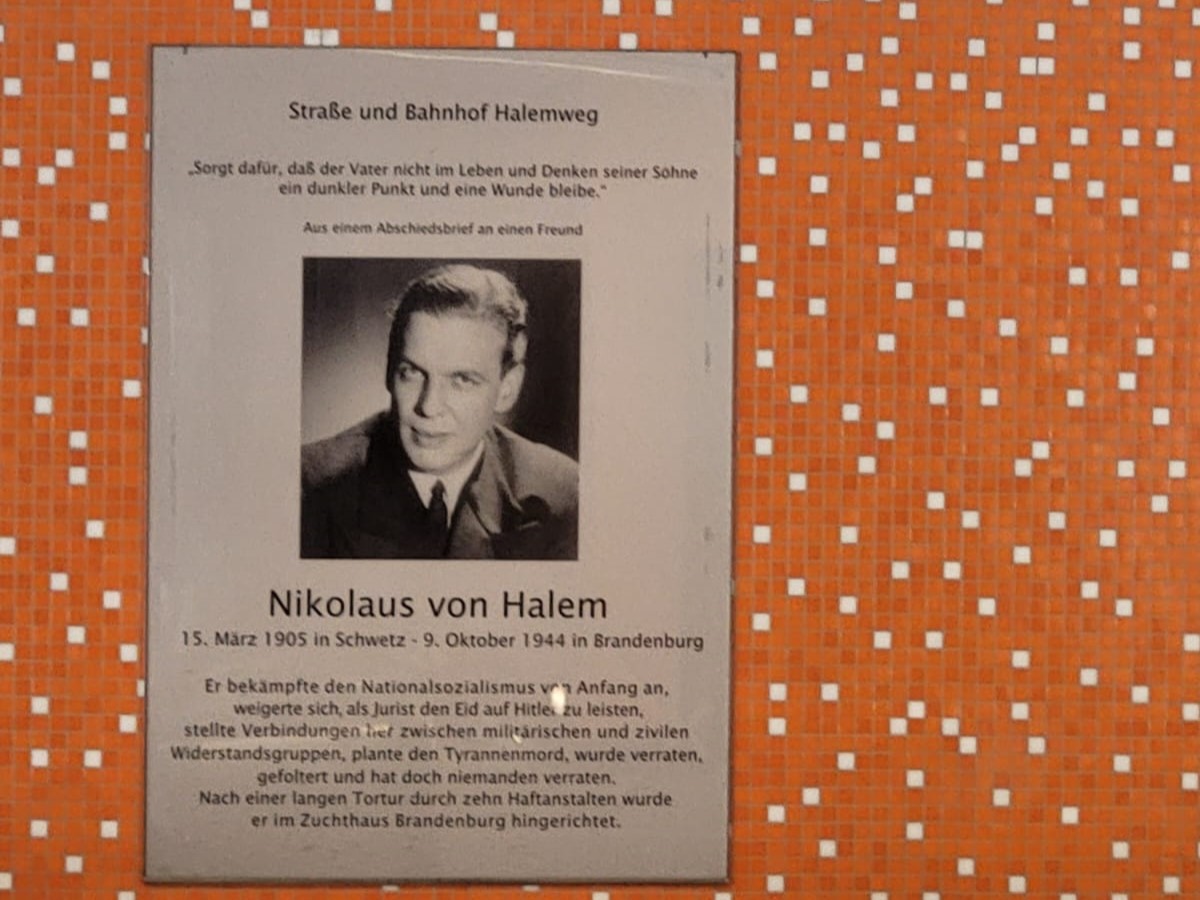 Straße und Bahnhof Halemweg
„Sorgt dafür, daß der Vater nicht im Leben und Denken seiner Söhne
ein dunkler Punkt und eine Wunde bleibe.“
Aus einem Abschiedsbrief an einen Freund
Nikolaus von Halem
15. März 1905 in Schwetz - 9. Oktober 1944 in Brandenburg
Er bekämpfte den Nationalsozialismus von Anfang an,
weigerte sich, als Jurist den Eid auf Hitler zu leisten,
stellte Verbindungen her zwischen militärischen und zivilen
Widerstandsgruppen, plante den Tyrannenmord, wurde verraten,
gefoltert und hat doch niemanden verraten.
Nach einer langen Tortur durch zehn Haftanstalten wurde
er im Zuchthaus Brandenburg hingerichtet.